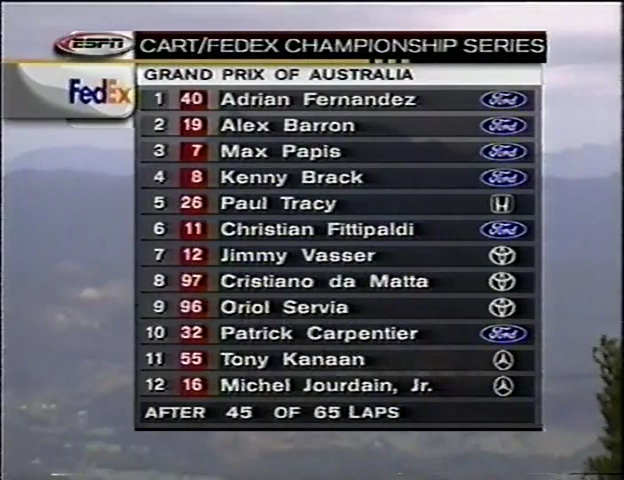 ESPN CART/FEDEX CHAMPIONSHIP SERIES
FedEx GRAND PRIX OF AUSTRALIA
1 40 Adrian Fernandez Ford
2 19 Alex Barron Ford
3 7 Max Papis Ford
4 8 Kenny Brack Ford
5 26 Paul Tracy
6 11 Christian Fittipaldi Ford
7 12 Jimmy Vasser
8 97 Cristiano da Matta
9 96 Oriol Servia
10 32 Patrick Carpentier Ford
11 55 Tony Kanaan
12 16 Michel Jourdain, Jr.
AFTER 45 OF 65 LAPS